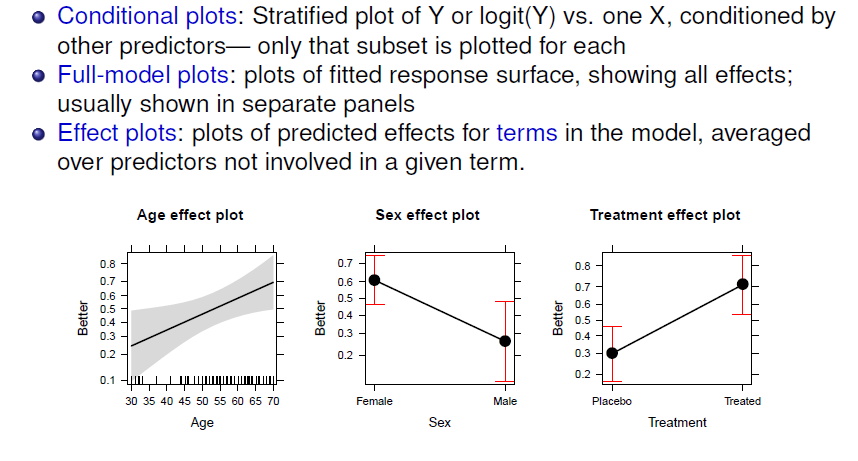 Conditional plots: Stratified plot of Y or logit(Y) vs. one X, conditioned by
other predictors— only that subset is plotted for each
Full-model plots: plots of fitted response surface, showing all effects;
usually shown in separate panels
Effect plots: plots of predicted effects for terms in the model, averaged
over predictors not involved in a given term.
Age effect plot
Better
0.8
0.7
0.6
0.5
0.4
0.3
0.2
0.1
30 35 40 45 50 55 60 65 70
Age
Sex effect plot
Better
0.7
0.6
0.5
0.4
0.3
0.2
Female Male
Sex
Treatment effect plot
Better
0.8
0.7
0.6
0.5
0.4
0.3
0.2
Placebo Treated
Treatment